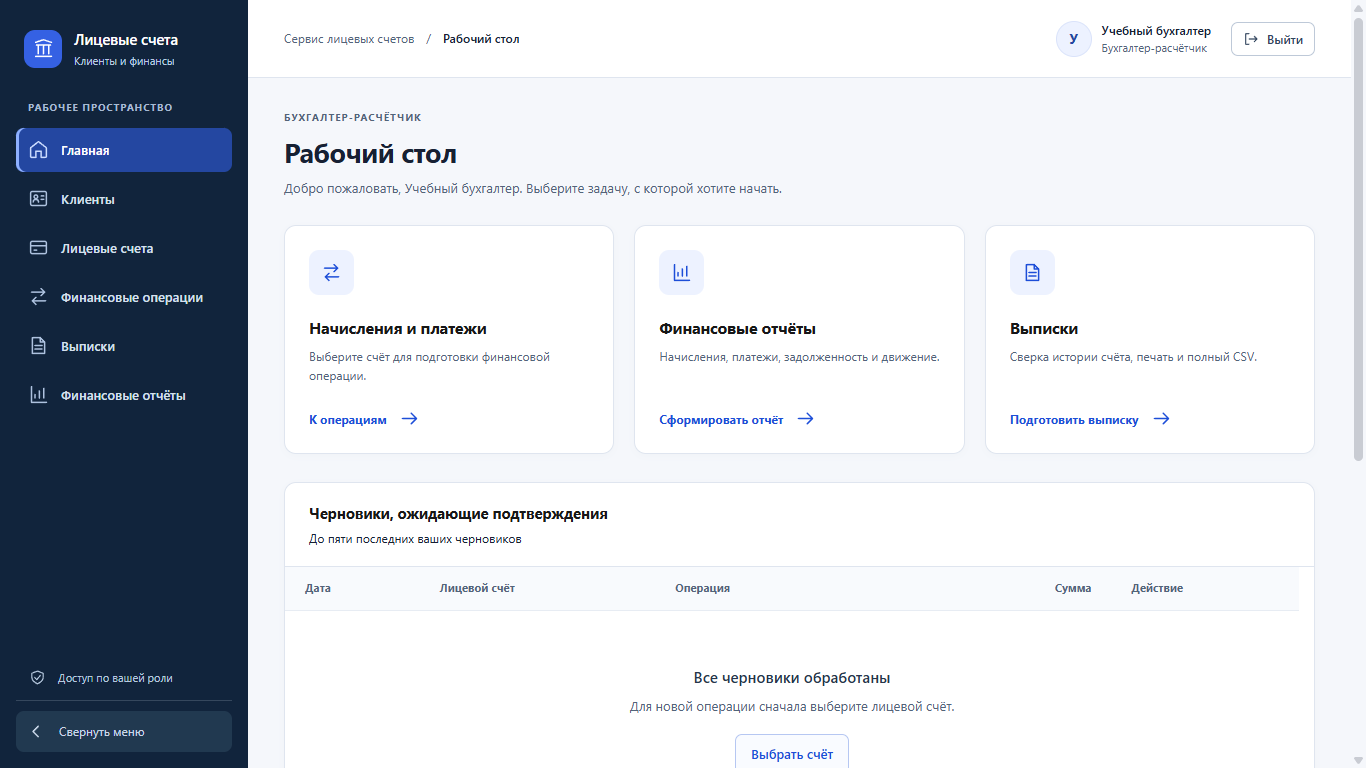 Лицевые счета
Клиенты и финансы
РАБОЧЕЕ ПРОСТРАНСТВО
Главная
Клиенты
Лицевые счета
Финансовые операции
Выписки
Финансовые отчёты
Доступ по вашей роли
Свернуть меню
Сервис лицевых счетов / Рабочий стол
У
Учебный бухгалтер
Бухгалтер-расчётчик
Выйти
БУХГАЛТЕР-РАСЧЁТЧИК
Рабочий стол
Добро пожаловать, Учебный бухгалтер. Выберите задачу, с которой хотите начать.
Начисления и платежи
Выберите счёт для подготовки финансовой
операции.
К операциям
Финансовые отчёты
Начисления, платежи, задолженность и движение.
Сформировать отчёт
Выписки
Сверка истории счёта, печать и полный CSV.
Подготовить выписку
Черновики, ожидающие подтверждения
До пяти последних ваших черновиков
Дата Лицевой счёт Операция Сумма Действие
Все черновики обработаны
Для новой операции сначала выберите лицевой счёт.
Выбрать счёт